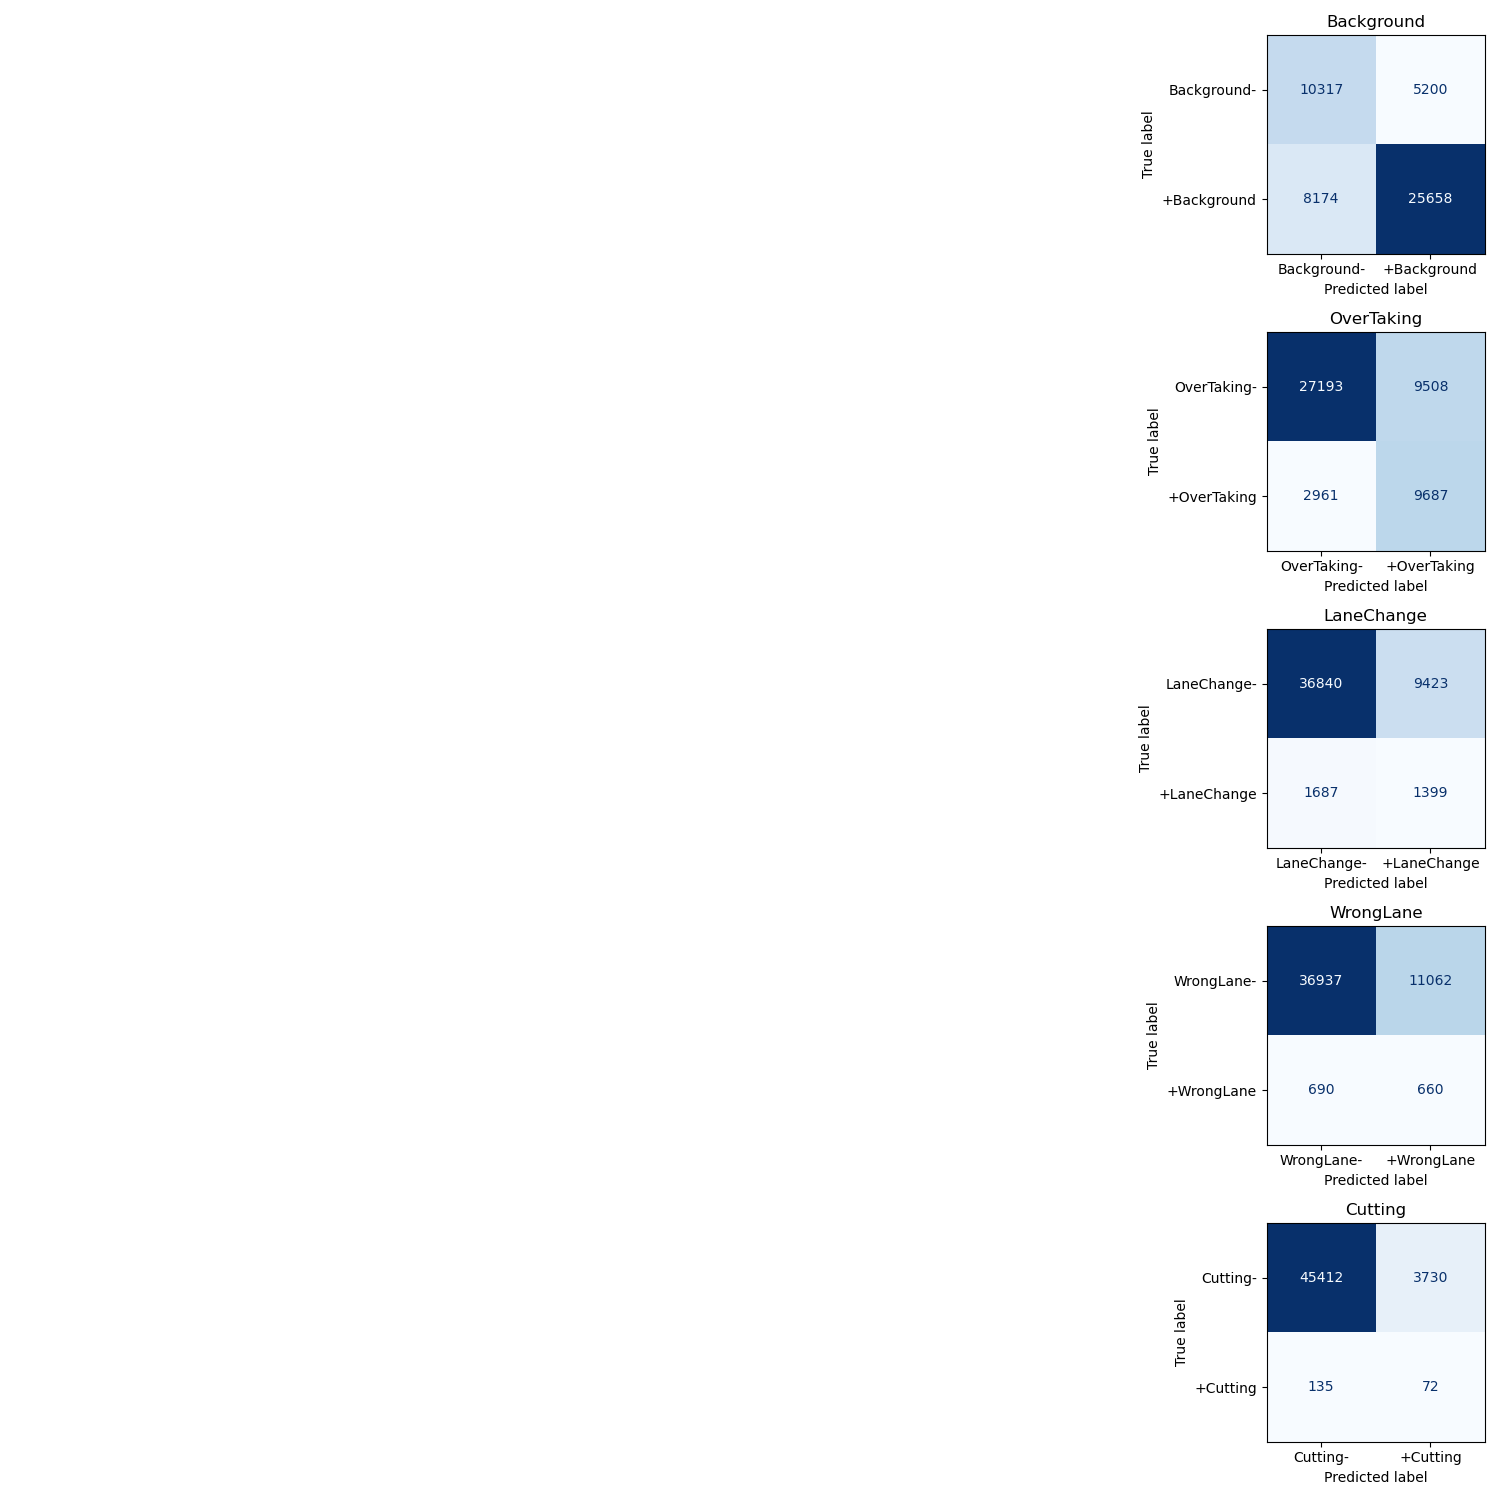 Background
Background-
10317 5200
True label
+Background
8174 25658
Background- +Background
Predicted label
OverTaking
OverTaking-
27193 9508
True label
+OverTaking
2961 9687
OverTaking- +OverTaking
Predicted label
LaneChange
LaneChange-
36840 9423
True label
+LaneChange
1687 1399
LaneChange- +LaneChange
Predicted label
WrongLane
WrongLane-
36937 11062
True label
+WrongLane
690 660
WrongLane- +WrongLane
Predicted label
Cutting
Cutting-
45412 3730
True label
+Cutting
135 72
Cutting- +Cutting
Predicted label